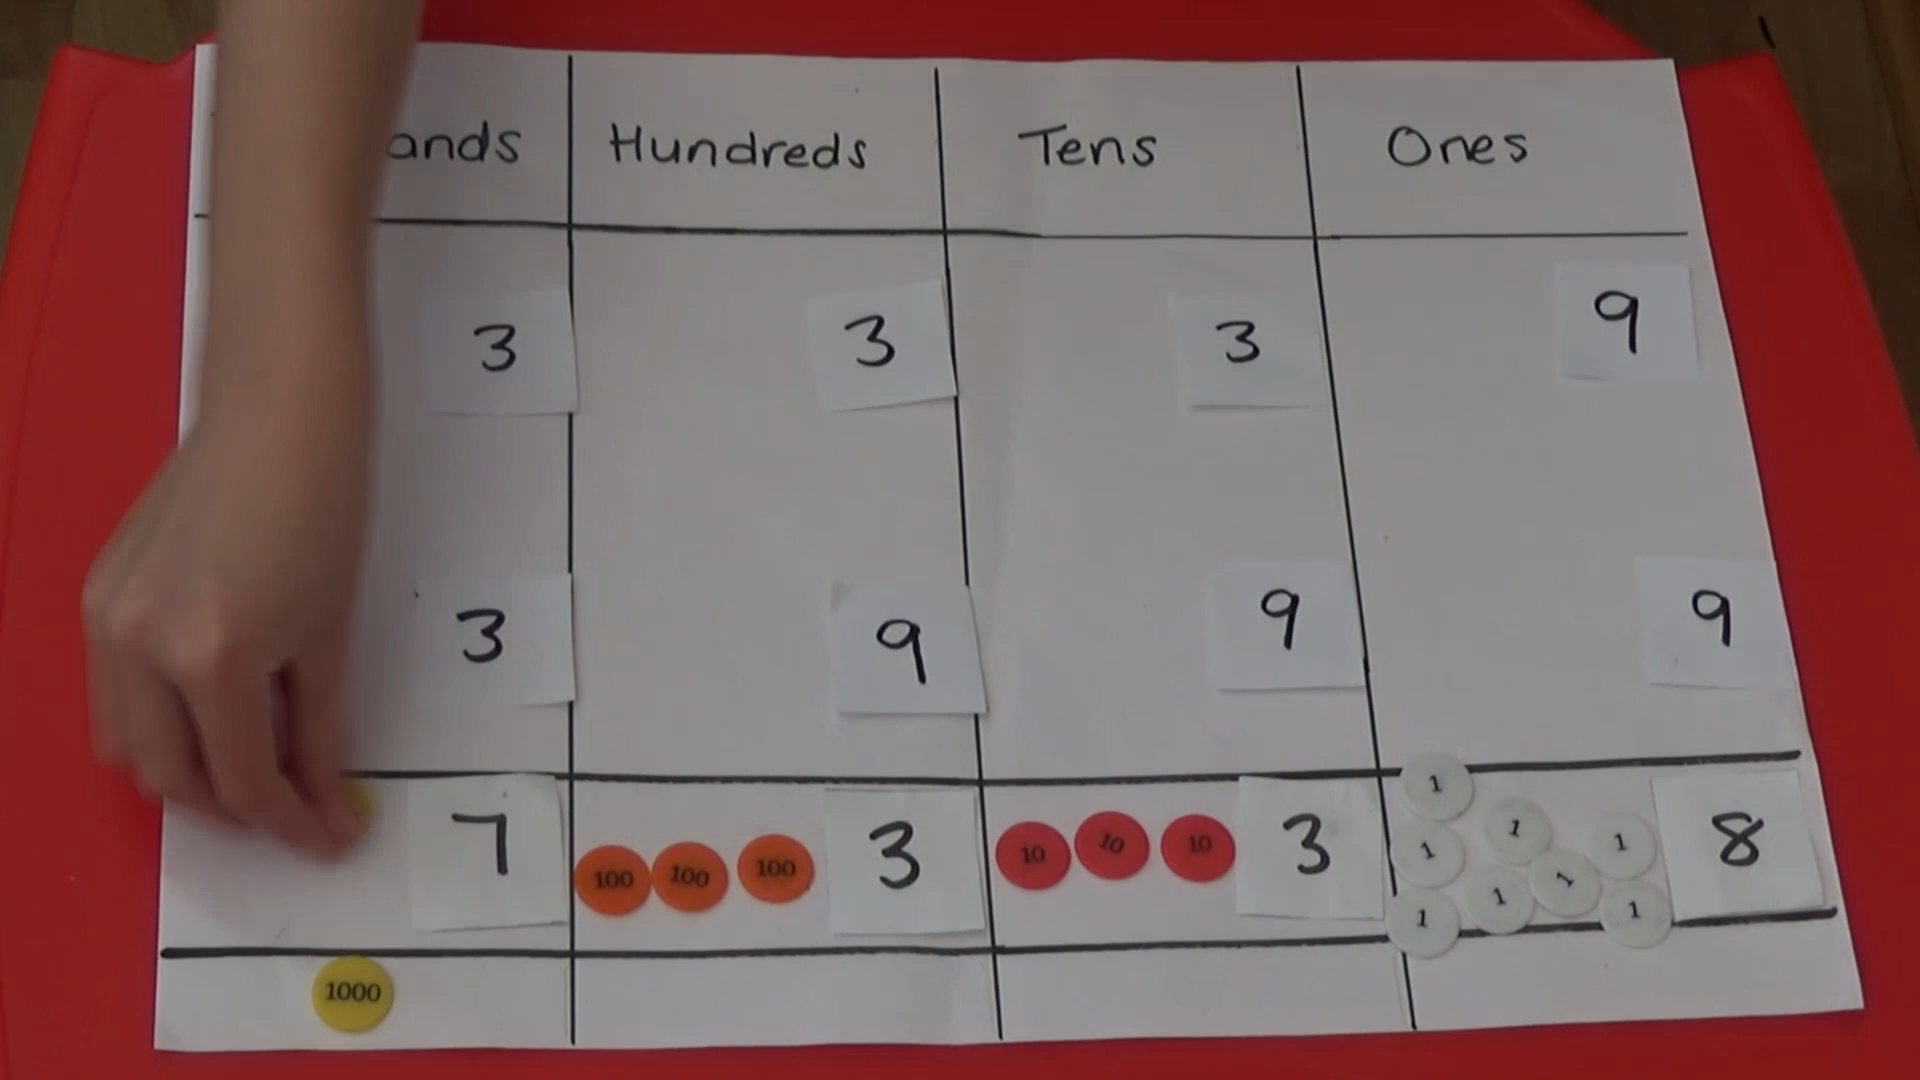 ands Hundreds Tens Ones
3 3 3 9
3 9 9 9
7 100 100 100 3 10 10 10 3 1 1 1 1 1 1 1 1 8
1000